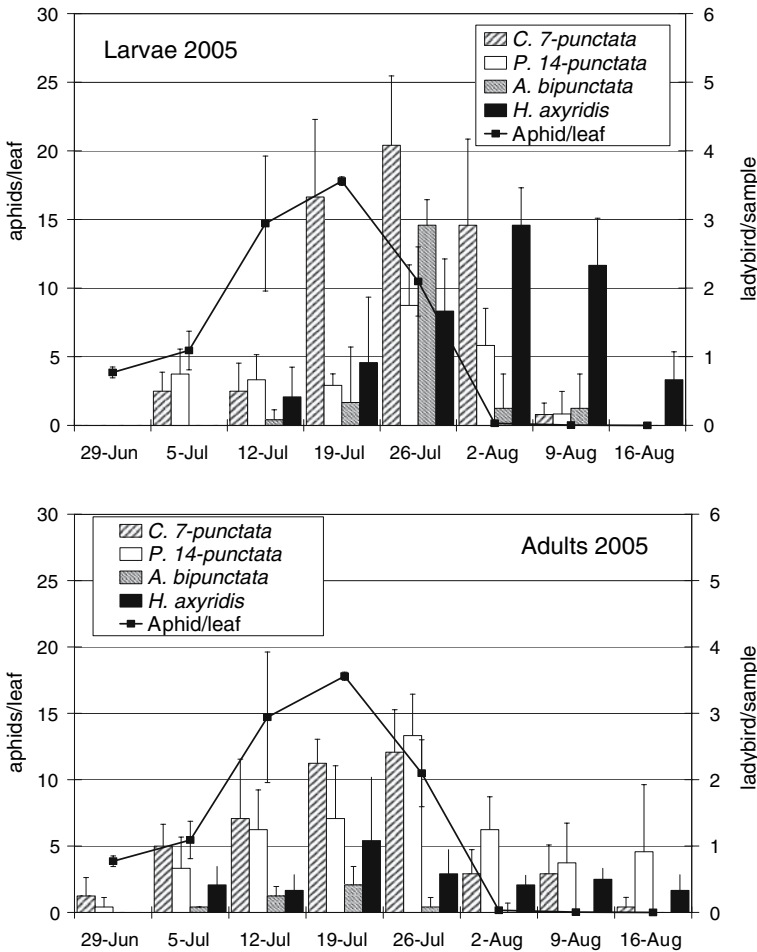 Larvae 2005
C. 7-punctata
P. 14-punctata
A. bipunctata
H. axyridis
Aphid/leaf
aphids/leaf
30
25
20
15
10
5
0
ladybird/sample
6
5
4
3
2
1
0
29-Jun 5-Jul 12-Jul 19-Jul 26-Jul 2-Aug 9-Aug 16-Aug
Adults 2005
C. 7-punctata
P. 14-punctata
A. bipunctata
H. axyridis
Aphid/leaf
aphids/leaf
30
25
20
15
10
5
0
ladybird/sample
6
5
4
3
2
1
0
29-Jun 5-Jul 12-Jul 19-Jul 26-Jul 2-Aug 9-Aug 16-Aug